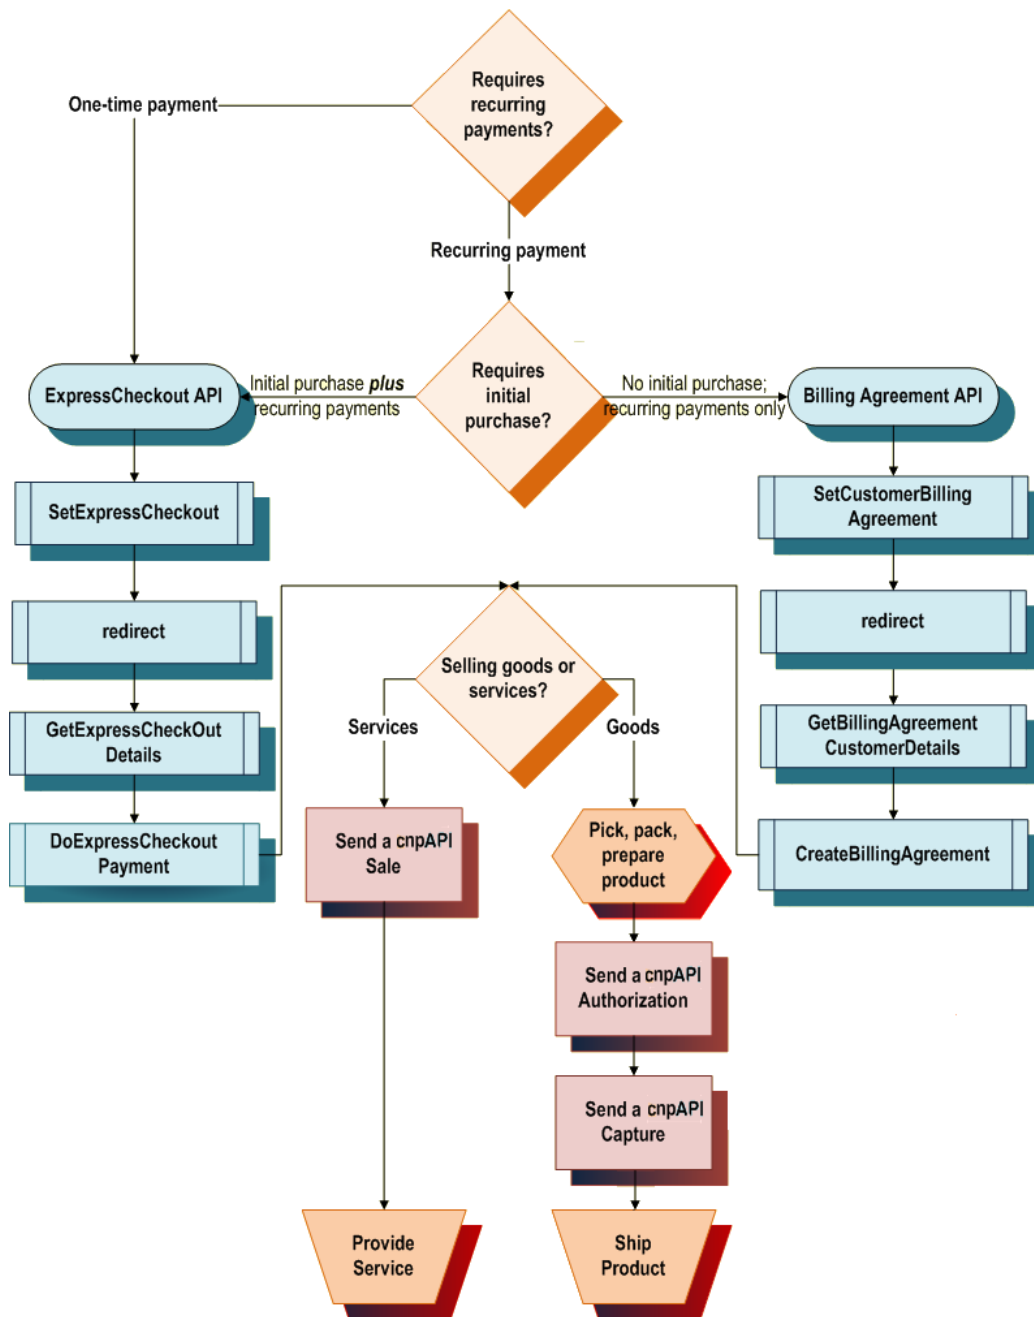 Requires
recurring
payments?
One-time payment
Recurring payment
Requires
initial
purchase?
Initial purchase plus
recurring payments
No initial purchase;
recurring payments only
ExpressCheckout API
Billing Agreement API
SetExpressCheckout
redirect
GetExpressCheckOut
Details
DoExpressCheckout
Payment
SetCustomerBilling
Agreement
redirect
GetBillingAgreement
CustomerDetails
CreateBillingAgreement
Selling goods or
services?
Services
Goods
Send a cnpAPI
Sale
Pick, pack,
prepare
product
Send a cnpAPI
Authorization
Send a cnpAPI
Capture
Provide
Service
Ship
Product